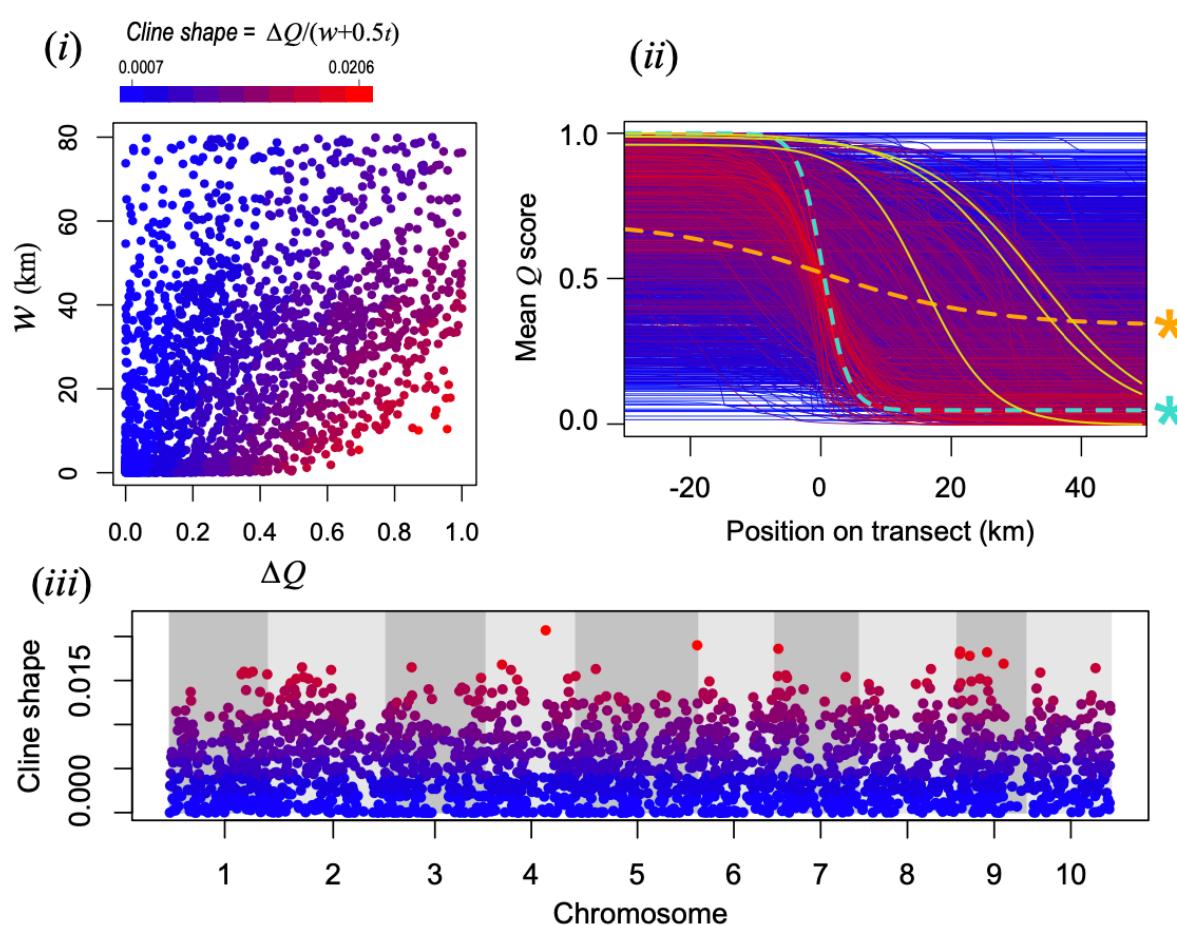 (i)
Cline shape = ΔQ/(w+0.5t)
0.0007 0.0206
80
60
40
20
0
w (km)
0.0 0.2 0.4 0.6 0.8 1.0
ΔQ
(ii)
1.0
0.5
0.0
Mean Q score
*
*
-20 0 20 40
Position on transect (km)
(iii)
0.015
0.000
Cline shape
1 2 3 4 5 6 7 8 9 10
Chromosome